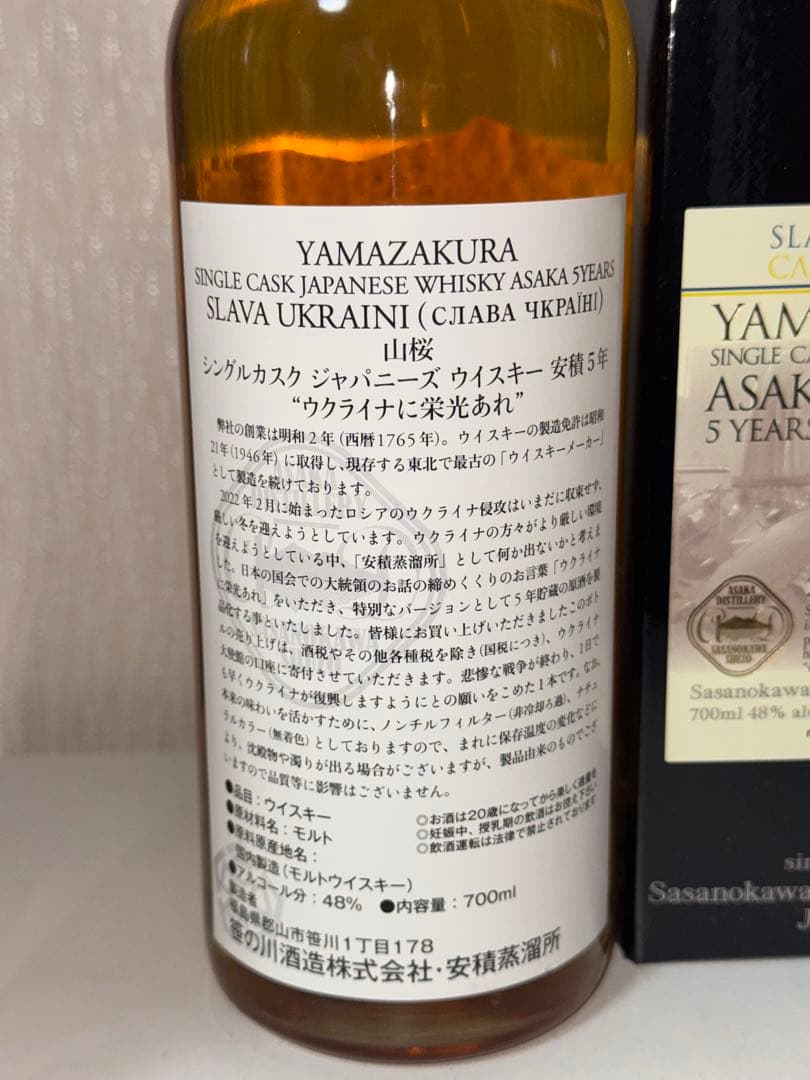 YAMAZAKURA
SINGLE CASK JAPANESE WHISKY ASAKA 5YEARS
SLAVA UKRAINI (СЛАВА ЧКРАЇНІ)
山桜
シングルカスク ジャパニーズ ウイスキー 安積5年
“ウクライナに栄光あれ”
弊社の創業は明和2年(西暦1765年)。ウイスキーの製造免許は昭和
21年(1946年)に取得し、現存する東北で最古の「ウイスキーメーカー」
として製造を続けております。
2022年2月に始まったロシアのウクライナ侵攻はいまだに収束せず、
厳しい冬を迎えようとしています。ウクライナの方々がより厳しい環境
を迎えようとしている中、「安積蒸溜所」として何か出ないかと考えま
した。日本の国会での大統領のお話の締めくくりのお言葉「ウクライナ
に栄光あれ」をいただき、特別なバージョンとして5年貯蔵の原酒を製
品化する事といたしました。皆様にお買い上げいただきましたこのボト
ルの売り上げは、酒税やその他各種税を除き(国税につき)、ウクライナ
大使館の口座に寄付させていただきます。悲惨な戦争が終わり、1日で
も早くウクライナが復興しますようにとの願いをこめた1本です。なお、
本来の味わいを活かすために、ノンチルフィルター(非冷却ろ過)、ナチュ
ラルカラー(無着色)としておりますので、まれに保存温度の変化などに
より、沈殿物や濁りが出る場合がございますが、製品由来のものでござ
いますので品質等に影響はございません。
●品目:ウイスキー
●原材料名:モルト
●原料原産地名:
国内製造(モルトウイスキー)
●アルコール分:48% ●内容量:700ml
製造者
福島県郡山市笹川1丁目178
笹の川酒造株式会社・安積蒸溜所
◎お酒は20歳になってから楽しく適量を
◎妊娠中、授乳期の飲酒はお控え下さい
◎飲酒運転は法律で禁止されております
SLA
CA
YAM
SINGLE CA
ASAK
5 YEARS
ASAKA
DISTILLERY
SASANOKAWA
SHUZO
Sasanokawa
700ml 48% al
sin
Sasanokawa
J